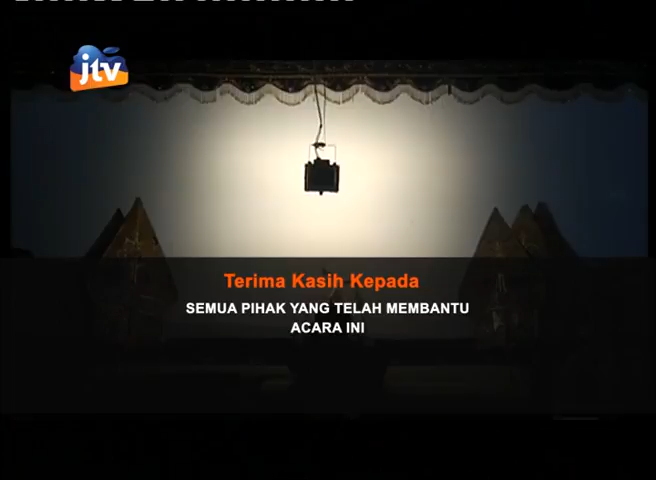 jtv
Terima Kasih Kepada
SEMUA PIHAK YANG TELAH MEMBANTU
ACARA INI